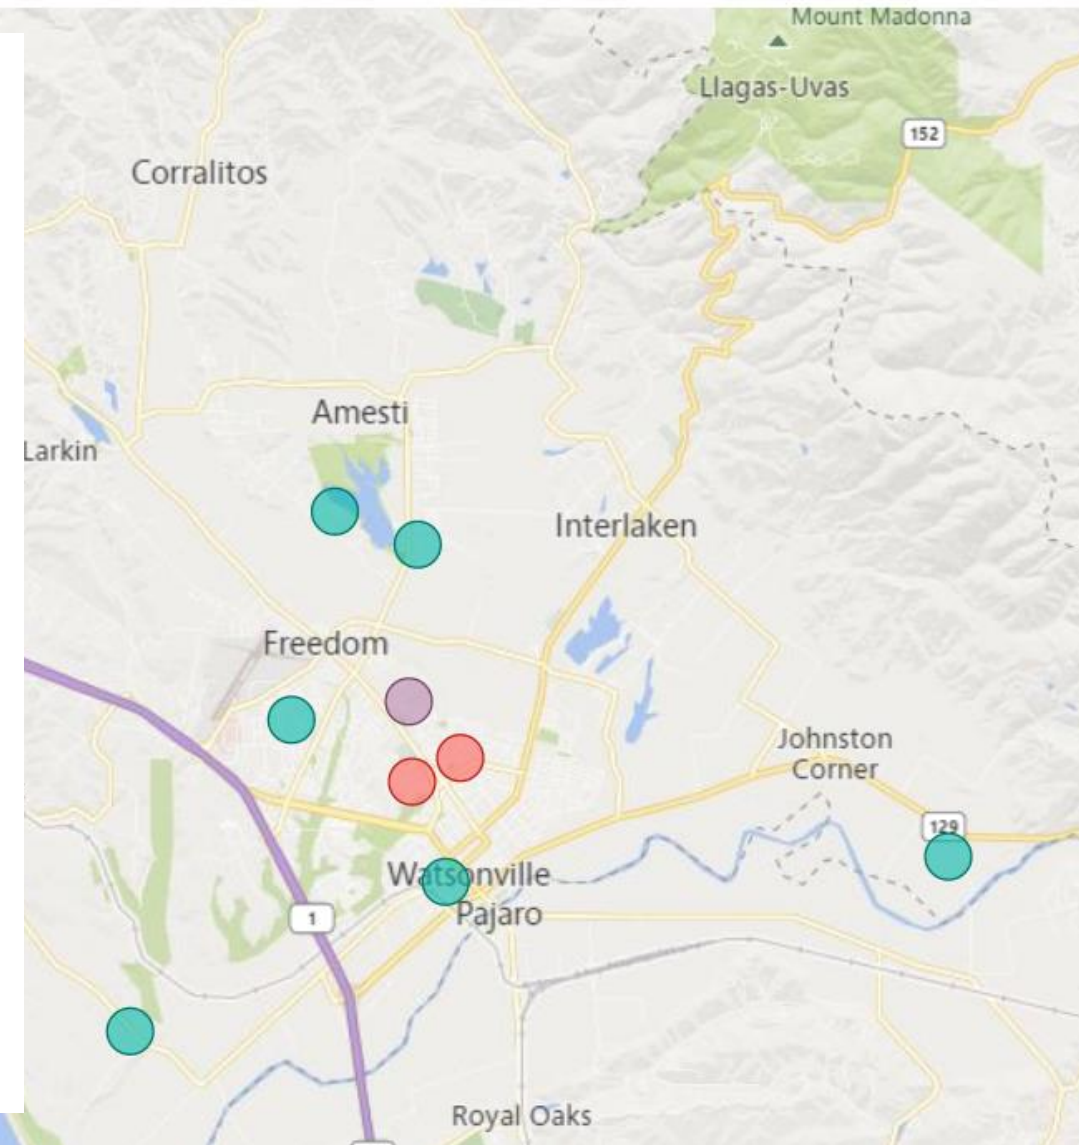 Mount Madonna
Llagas-Uvas
152
Corralitos
Amesti
Larkin
Interlaken
Freedom
Johnston
Corner
129
Watsonville
Pajaro
1
Royal Oaks